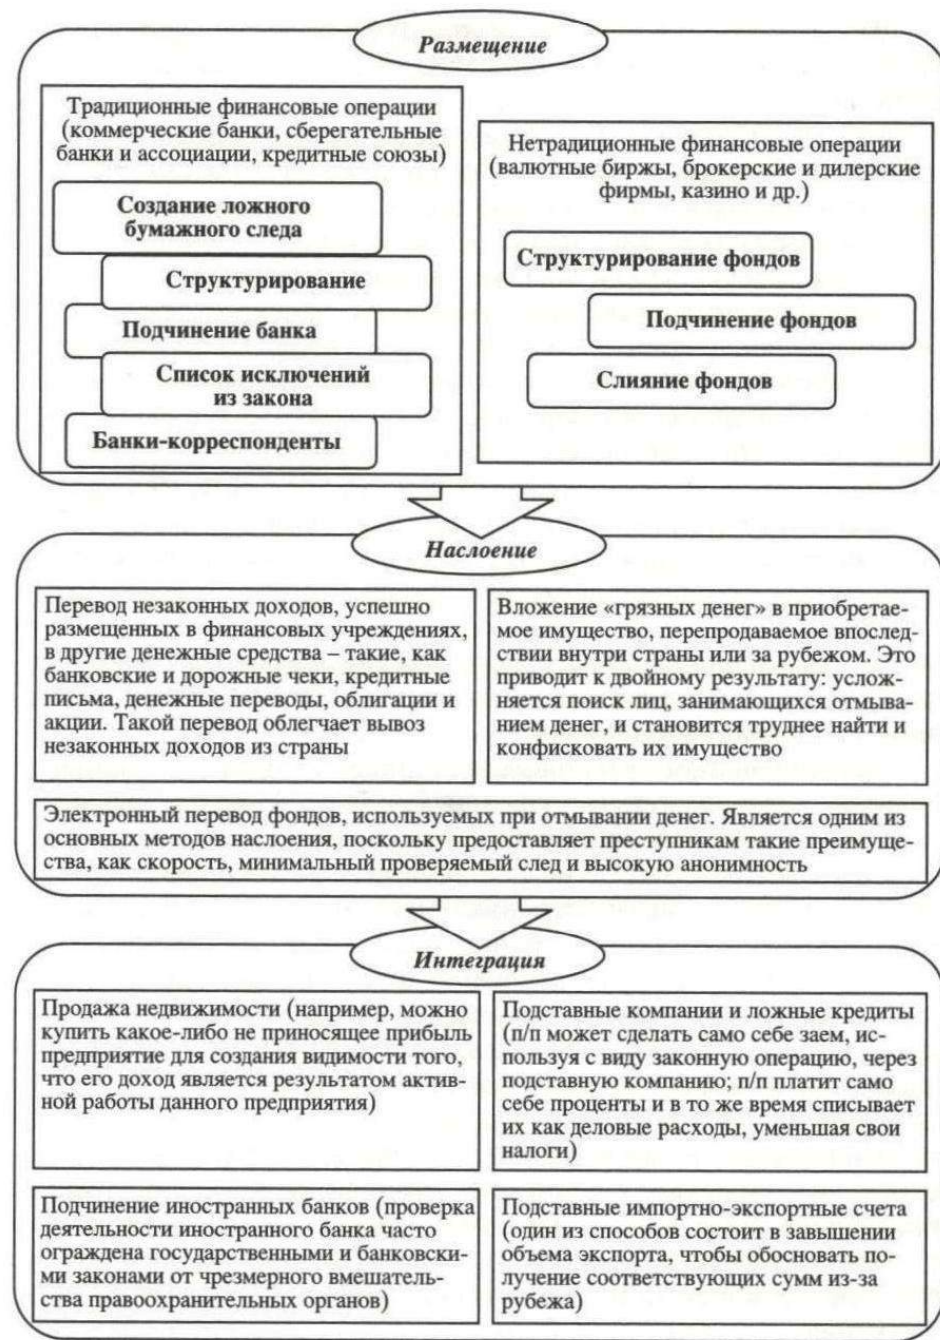 Размещение
Традиционные финансовые операции
(коммерческие банки, сберегательные
банки и ассоциации, кредитные союзы)
Создание ложного
бумажного следа
Структурирование
Подчинение банка
Список исключений
из закона
Банки-корреспонденты
Нетрадиционные финансовые операции
(валютные биржы, брокерские и дилерские
фирмы, казино и др.)
Структурирование фондов
Подчинение фондов
Слияние фондов
Наслоение
Перевод незаконных доходов, успешно
размещенных в финансовых учреждениях,
в другие денежные средства – такие, как
банковские и дорожные чеки, кредитные
письма, денежные переводы, облигации и
акции. Такой перевод облегчает вывоз
незаконных доходов из страны
Вложение «грязных денег» в приобретае-
мое имущество, перепродаваемое впослед-
ствии внутри страны или за рубежом. Это
приводит к двойному результату: услож-
няется поиск лиц, занимающихся отмыва-
нием денег, и становится труднее найти и
конфисковать их имущество
Электронный перевод фондов, используемых при отмывании денег. Является одним из
основных методов наслоения, поскольку предоставляет преступникам такие преимуще-
ства, как скорость, минимальный проверяемый след и высокую анонимность
Интеграция
Продажа недвижимости (например, можно
купить какое-либо не приносящее прибыль
предприятие для создания видимости того,
что его доход является результатом актив-
ной работы данного предприятия)
Подставные компании и ложные кредиты
(п/п может сделать само себе заем, ис-
пользуя с виду законную операцию, через
подставную компанию; п/п платит само
себе проценты и в то же время списывает
их как деловые расходы, уменьшая свои
налоги)
Подчинение иностранных банков (проверка
деятельности иностранного банка часто
ограждена государственными и банковски-
ми законами от чрезмерного вмешатель-
ства правоохранительных органов)
Подставные импортно-экспортные счета
(один из способов состоит в завышении
объема экспорта, чтобы обосновать по-
лучение соответствующих сумм из-за
рубежа)